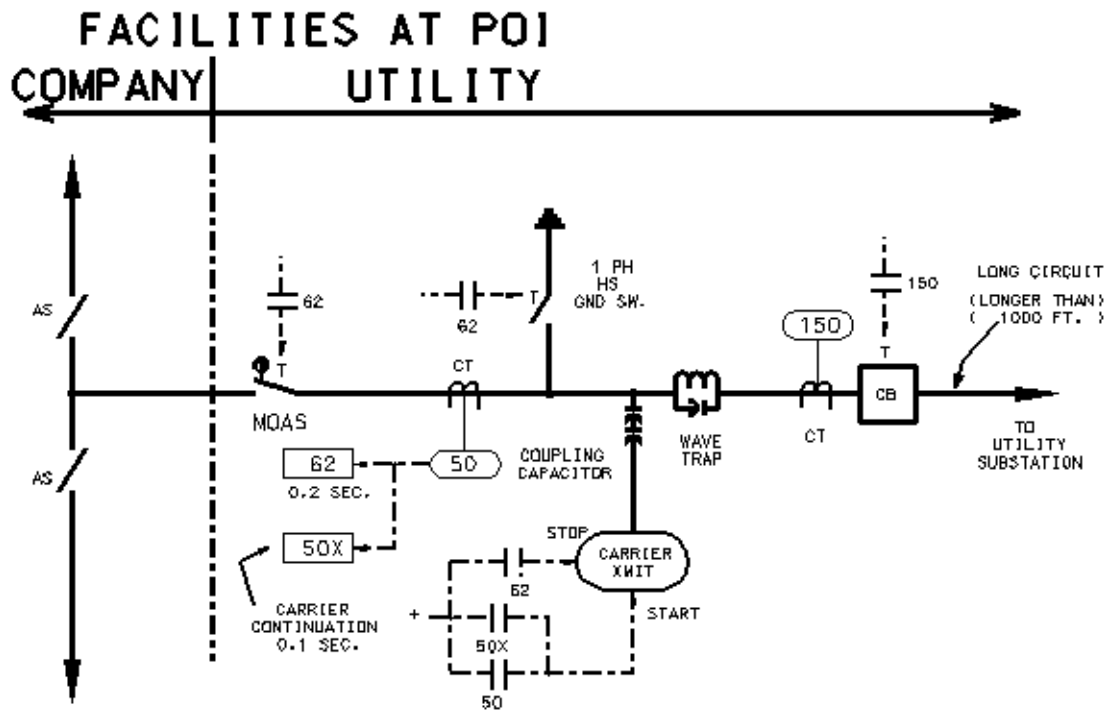 FACILITIES AT POI
COMPANY
UTILITY
AS
62
T
MOAS
62
T
1 PH
HS
GND SW.
CT
150
150
T
LONG CIRCUIT
(LONGER THAN)
( 1000 FT. )
CB
CT
WAVE
TRAP
TO
UTILITY
SUBSTATION
AS
62
0.2 SEC.
50
COUPLING
CAPACITOR
50X
CARRIER
CONTINUATION
0.1 SEC.
STOP
CARRIER
XMIT
START
62
+
50X
50